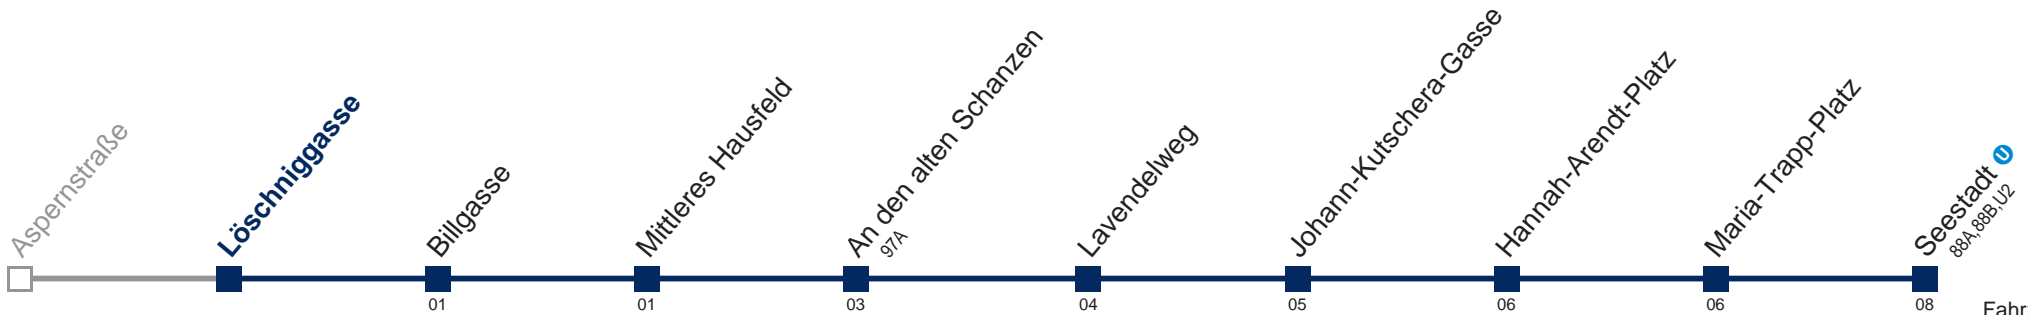 Aspernstraße
Löschniggasse
Billgasse
Mittleres Hausfeld
An den alten Schanzen
97A
Lavendelweg
Johann-Kutschera-Gasse
Hannah-Arendt-Platz
Maria-Trapp-Platz
Seestadt U
88A,88B,U2
01
01
03
04
05
06
06
08
Fahr